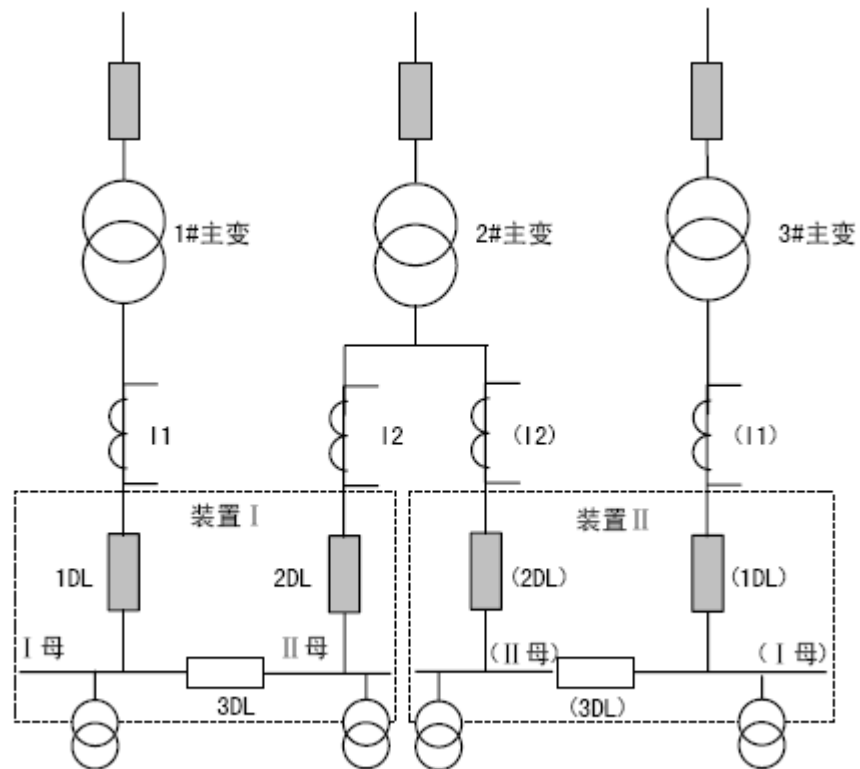 1#主变
2#主变
3#主变
I1
I2
(I2)
(I1)
装置Ⅰ
装置Ⅱ
1DL
2DL
(2DL)
(1DL)
Ⅰ母
Ⅱ母
(Ⅱ母)
(Ⅰ母)
3DL
(3DL)